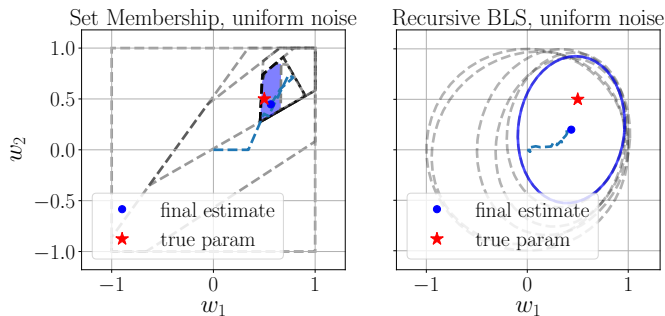 Set Membership, uniform noise
1.0
0.5
0.0
−0.5
−1.0
w₂
final estimate
true param
−1
0
1
w₁
Recursive BLS, uniform noise
final estimate
true param
−1
0
1
w₁